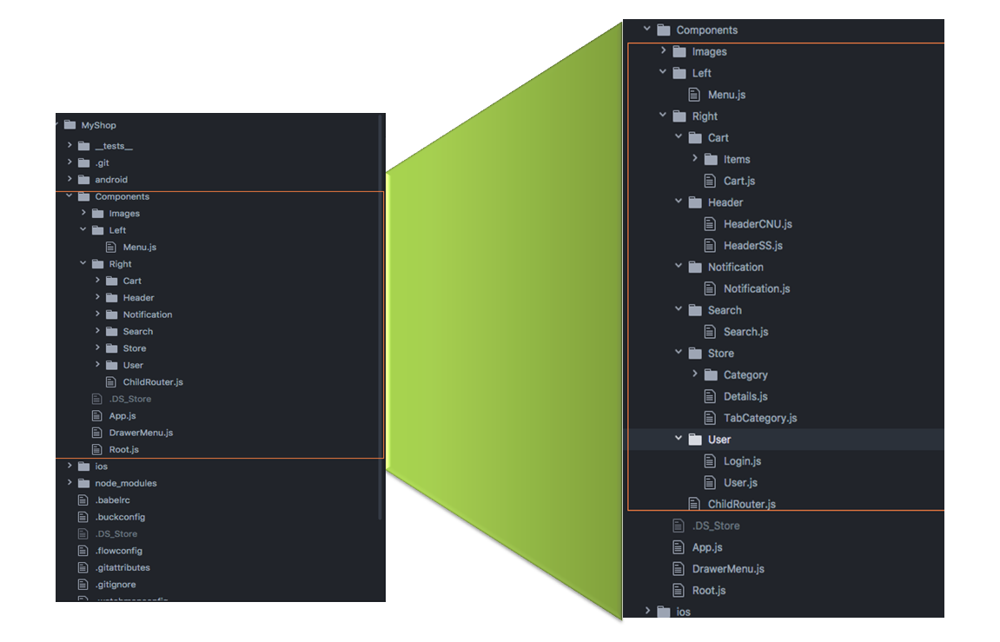 MyShop
__tests__
.git
android
Components
Images
Left
Menu.js
Right
Cart
Header
Notification
Search
Store
User
ChildRouter.js
.DS_Store
App.js
DrawerMenu.js
Root.js
ios
node_modules
.babelrc
.buckconfig
.DS_Store
.flowconfig
.gitattributes
.gitignore
Components
Images
Left
Menu.js
Right
Cart
Items
Cart.js
Header
HeaderCNU.js
HeaderSS.js
Notification
Notification.js
Search
Search.js
Store
Category
Details.js
TabCategory.js
User
Login.js
User.js
ChildRouter.js
.DS_Store
App.js
DrawerMenu.js
Root.js
ios